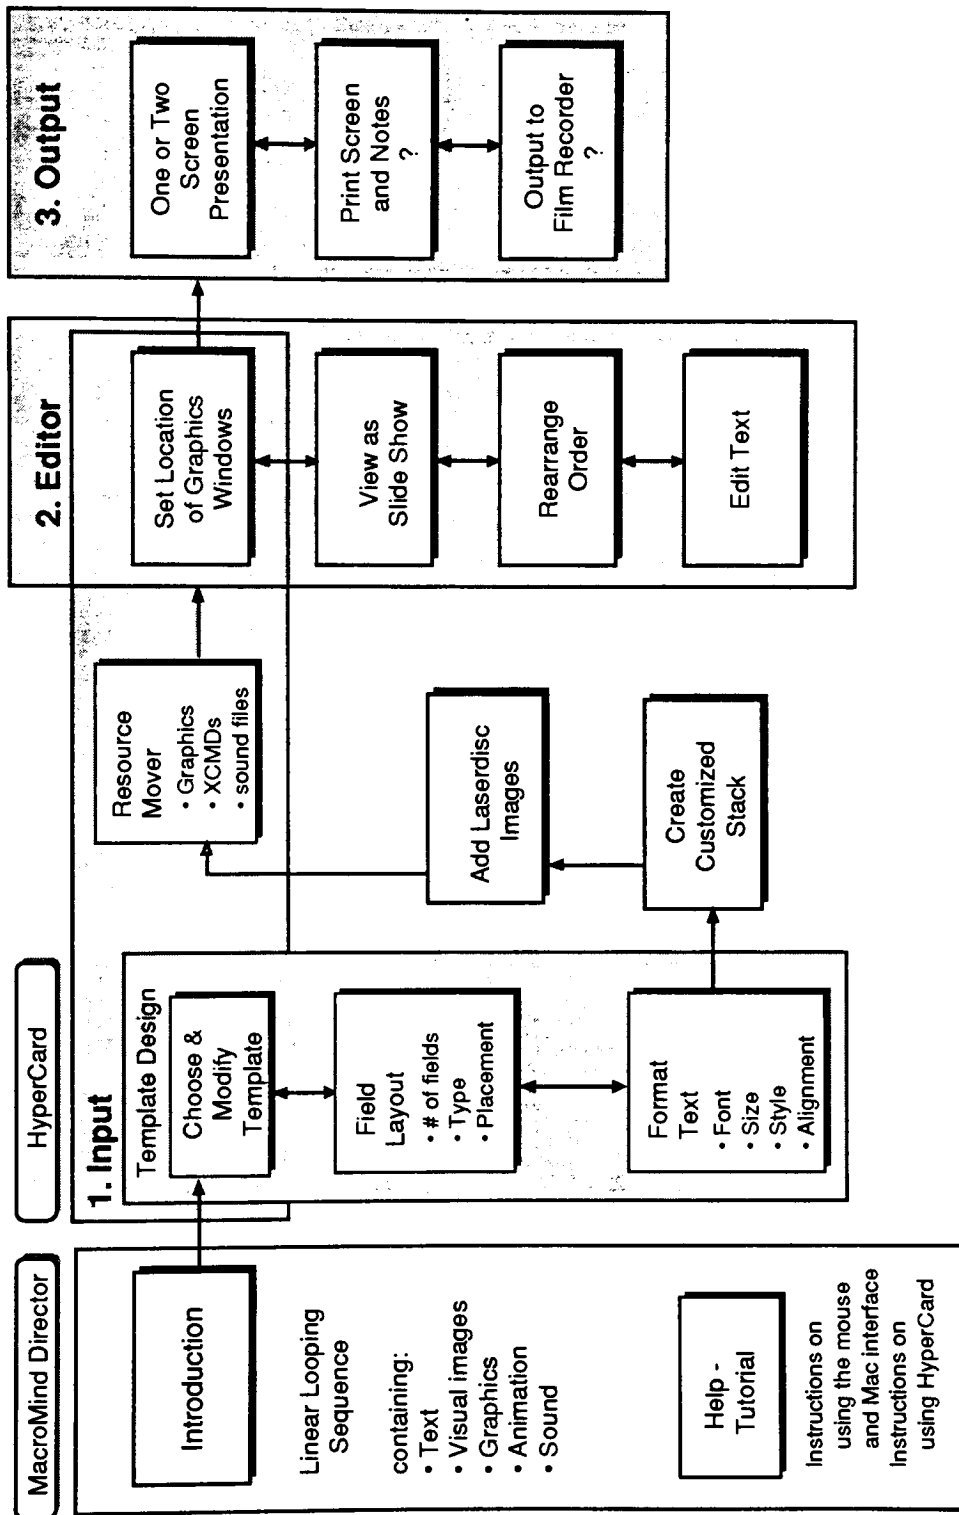 MacroMind Director
Introduction
Linear Looping
Sequence
containing:
• Text
• Visual images
• Graphics
• Animation
• Sound
Help -
Tutorial
Instructions on
using the mouse
and Mac interface
Instructions on
using HyperCard
HyperCard
1. Input
Template Design
Choose &
Modify
Template
Field
Layout
• # of fields
• Type
• Placement
Format
Text
• Font
• Size
• Style
• Alignment
Create
Customized
Stack
Add Laserdisc
Images
Resource
Mover
• Graphics
• XCMDs
• sound files
2. Editor
Set Location
of Graphics
Windows
View as
Slide Show
Rearrange
Order
Edit Text
3. Output
One or Two
Screen
Presentation
Print Screen
and Notes
?
Output to
Film Recorder
?